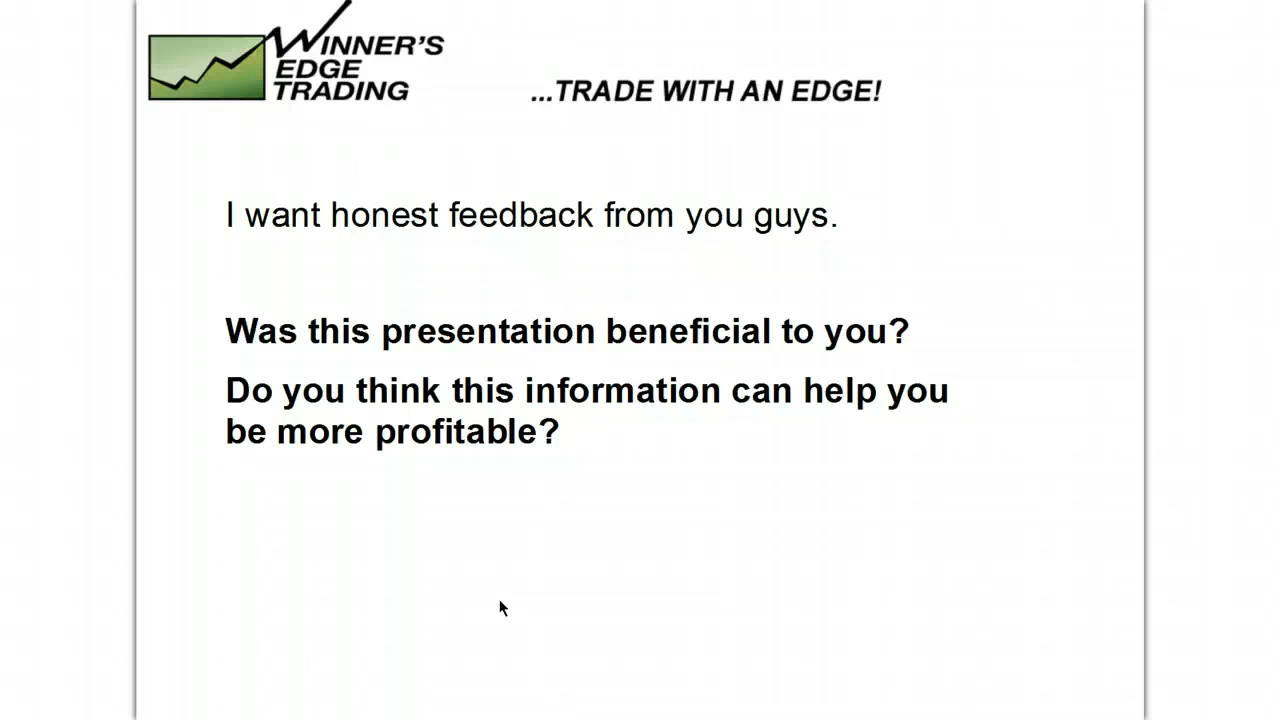 WINNER'S
EDGE
TRADING
...TRADE WITH AN EDGE!
I want honest feedback from you guys.
Was this presentation beneficial to you?
Do you think this information can help you
be more profitable?